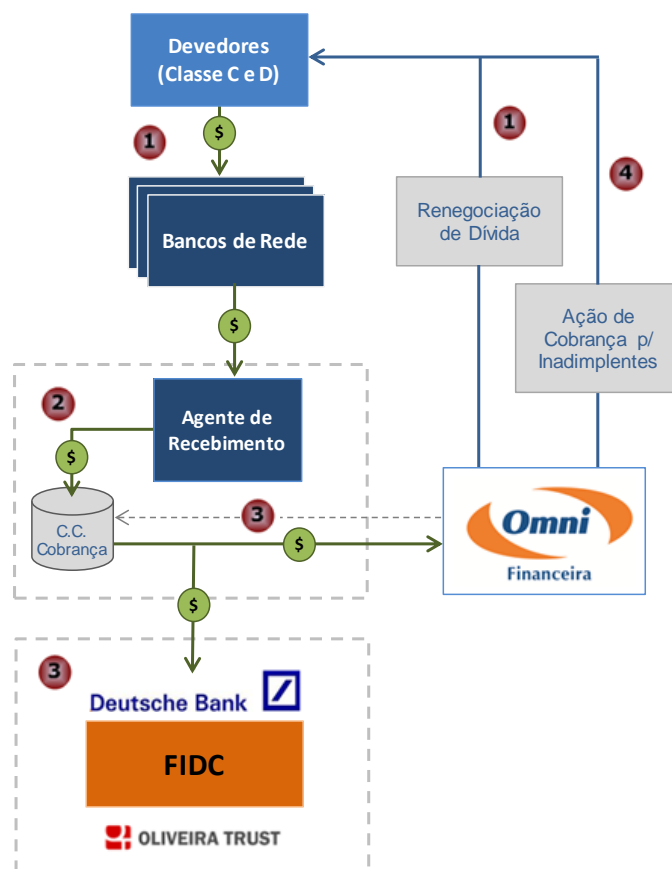 Devedores
(Classe C e D)
$
1
1
4
Renegociação
de Dívida
Bancos de Rede
Ação de
Cobrança p/
Inadimplentes
$
2
Agente de
Recebimento
$
3
C.C.
Cobrança
$
Omni
Financeira
$
3
Deutsche Bank
FIDC
OLIVEIRA TRUST